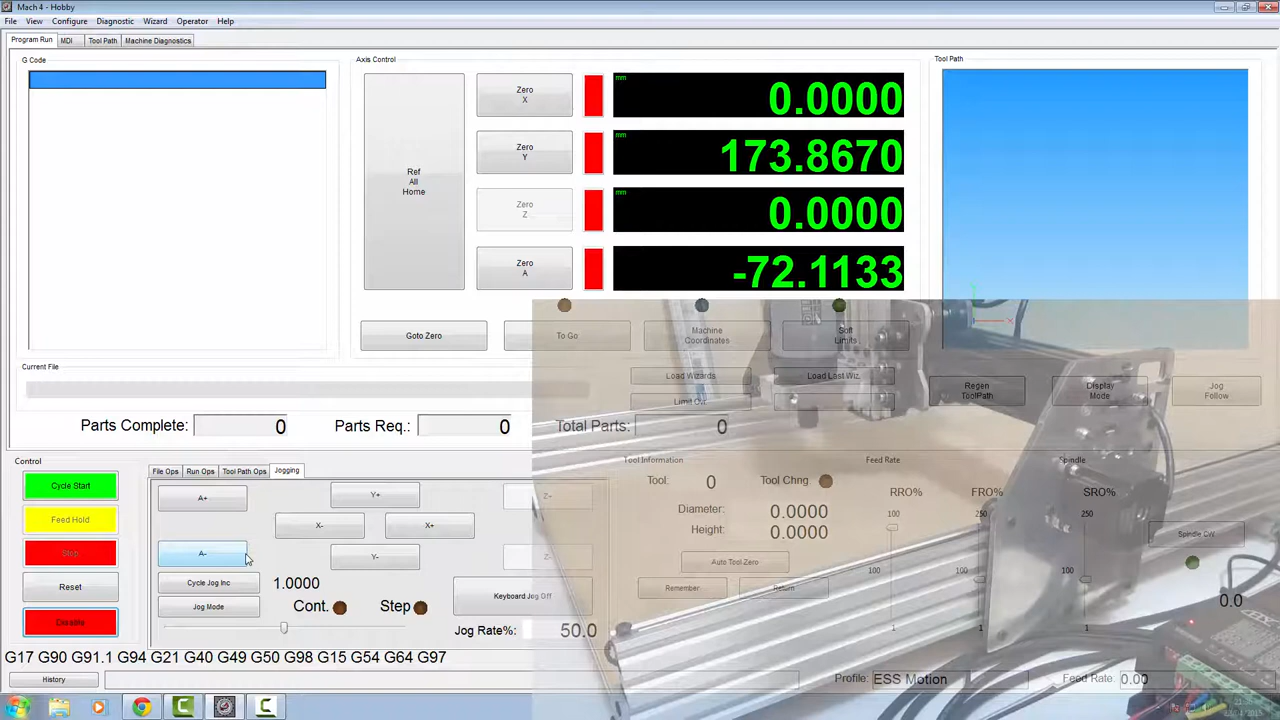 Mach 4 - Hobby
File View Configure Diagnostic Wizard Operator Help
Program Run MDI Tool Path Machine Diagnostics
G Code
Axis Control
Tool Path
Ref
All
Home
Zero
X
mm
0.0000
Zero
Y
mm
173.8670
Zero
Z
mm
0.0000
Zero
A
-72.1133
Goto Zero
To Go
Machine
Coordinates
Soft
Limits
Current File
Load Wizards
Load Last Wiz.
Regen
ToolPath
Display
Mode
Jog
Follow
Parts Complete: 0
Parts Req.: 0
Total Parts: 0
Control
Cycle Start
Feed Hold
Stop
Reset
Disable
File Ops Run Ops Tool Path Ops Jogging
A+
Y+
Z+
X-
X+
A-
Y-
Z-
Cycle Jog Inc
1.0000
Jog Mode
Cont.
Step
Keyboard Jog Off
Jog Rate% 50.0
Tool Information
Tool: 0
Tool Chng
Diameter: 0.0000
Height: 0.0000
Auto Tool Zero
Remember
Return
Feed Rate
RRO%
FRO%
100
250
100
100
1
1
Spindle
SRO%
250
100
1
Spindle CW
0.0
G17 G90 G91.1 G94 G21 G40 G49 G50 G98 G15 G54 G64 G97
History
Profile: ESS Motion
Feed Rate: 0.00